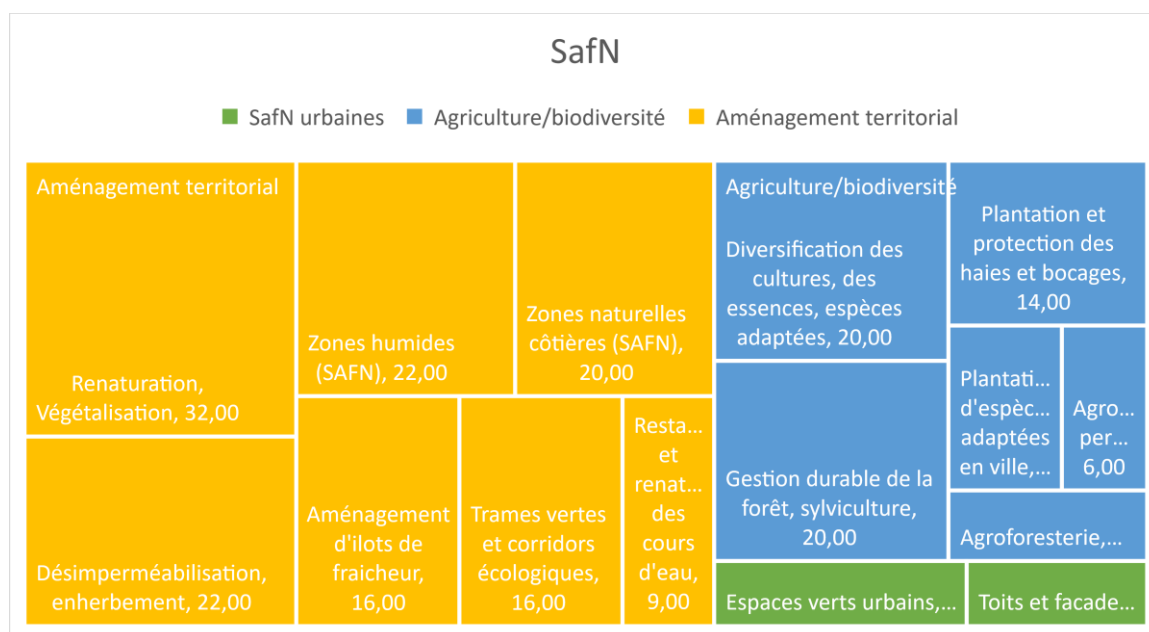 SafN
SafN urbaines
Agriculture/biodiversité
Aménagement territorial
Aménagement territorial
Renaturation,
Végétalisation, 32,00
Désimperméabilisation,
enherbement, 22,00
Zones humides
(SAFN), 22,00
Zones naturelles
côtières (SAFN),
20,00
Aménagement
d'ilots de
fraicheur,
16,00
Trames vertes
et corridors
écologiques,
16,00
Resta...
et
renat...
des
cours
d'eau,
9,00
Agriculture/biodiversité
Diversification des
cultures, des
essences, espèces
adaptées, 20,00
Gestion durable de la
forêt, sylviculture,
20,00
Plantation et
protection des
haies et bocages,
14,00
Plantati...
d'espèc...
adaptées
en ville,...
Agro...
per...
6,00
Agroforesterie,...
Espaces verts urbains,...
Toits et facade...